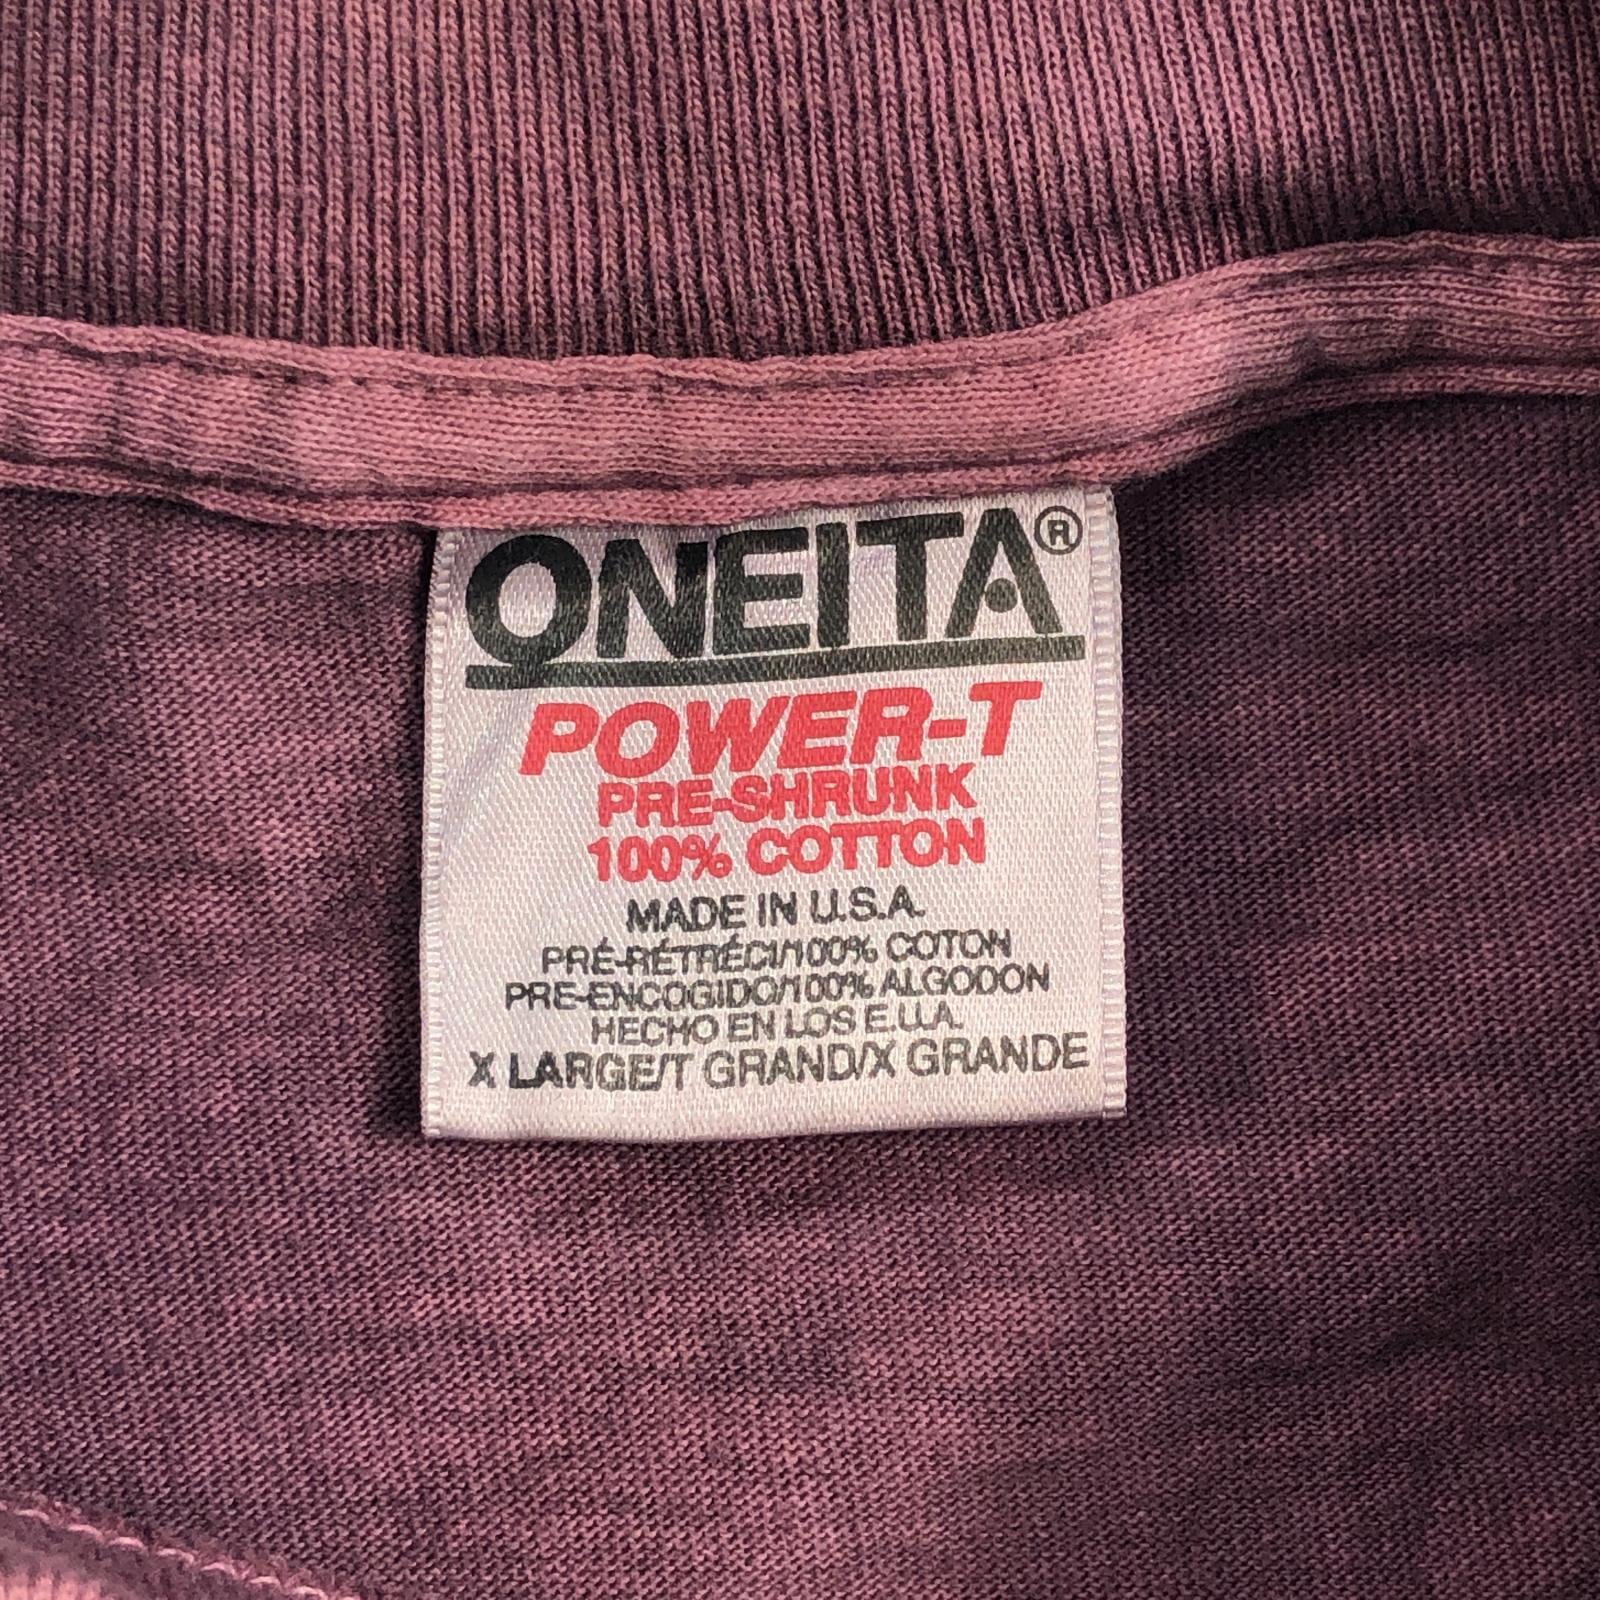 ONEITA®
POWER-T
PRE-SHRUNK
100% COTTON
MADE IN U.S.A.
PRÉ-RÉTRÉCI/100% COTON
PRE-ENCOGIDO/100% ALGODON
HECHO EN LOS E.U.A.
X LARGE/T GRAND/X GRANDE